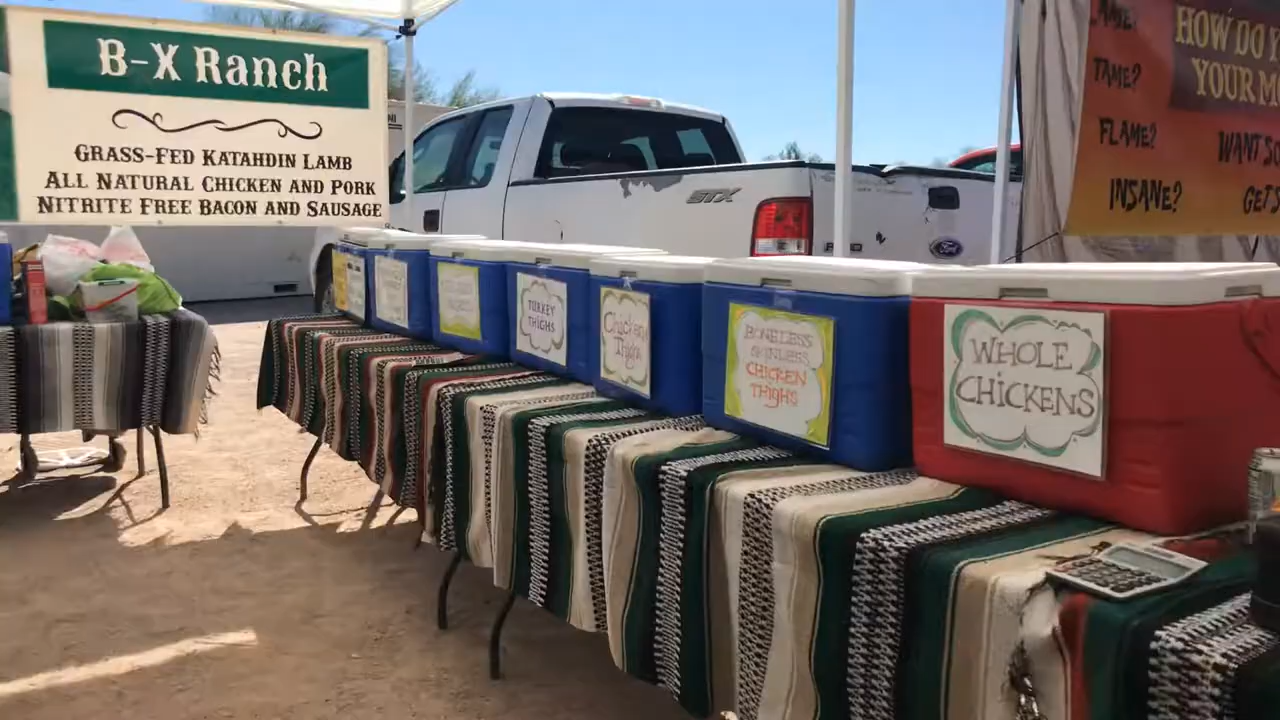 B-X Ranch
Grass-Fed Katahdin Lamb
All Natural Chicken and Pork
Nitrite Free Bacon and Sausage
STX
Ford
TAME?
FLAME?
INSANE?
HOW DO
YOUR
WANT
GET
TURKEY
THIGHS
Chicken
Thighs
BONELESS
SKINLESS
CHICKEN
THIGHS
WHOLE
CHICKENS